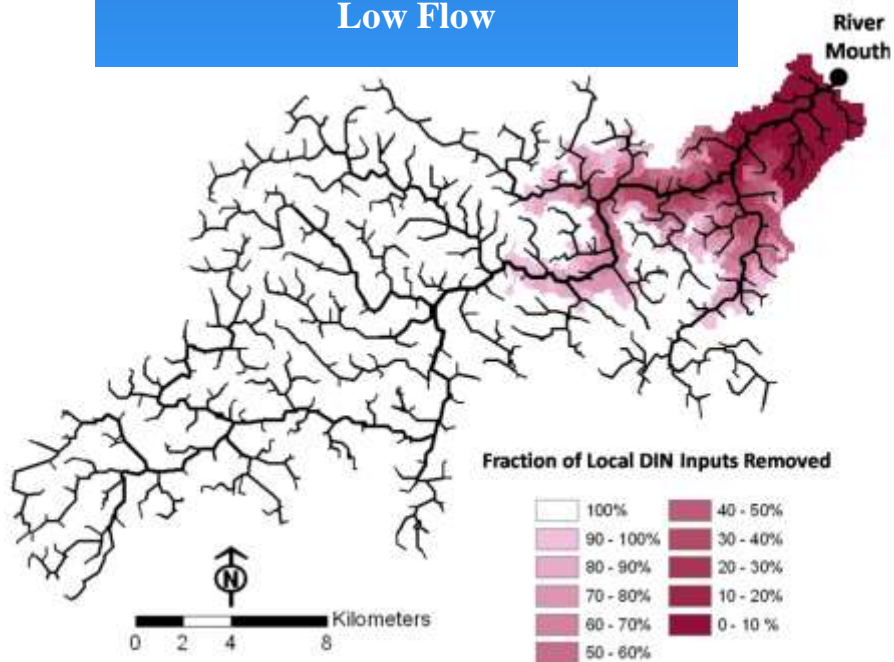 Low Flow
River
Mouth
Fraction of Local DIN Inputs Removed
100%
90 - 100%
80 - 90%
70 - 80%
60 - 70%
50 - 60%
40 - 50%
30 - 40%
20 - 30%
10 - 20%
0 - 10 %
N
Kilometers
0 2 4 8